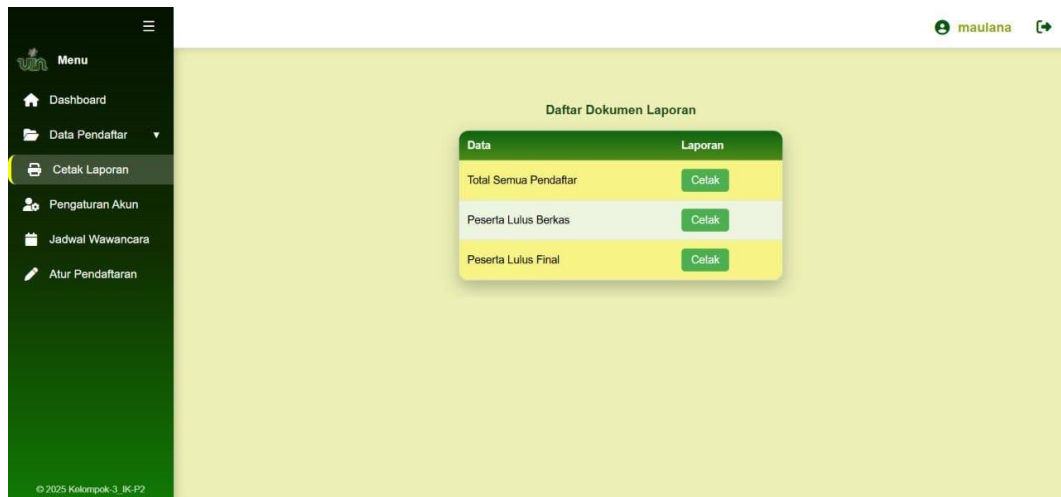 maulana
uin
Menu
Dashboard
Data Pendaftar
Cetak Laporan
Pengaturan Akun
Jadwal Wawancara
Atur Pendaftaran
© 2025 Kelompok-3_IK-P2
Daftar Dokumen Laporan
Data Laporan
Total Semua Pendaftar Cetak
Peserta Lulus Berkas Cetak
Peserta Lulus Final Cetak